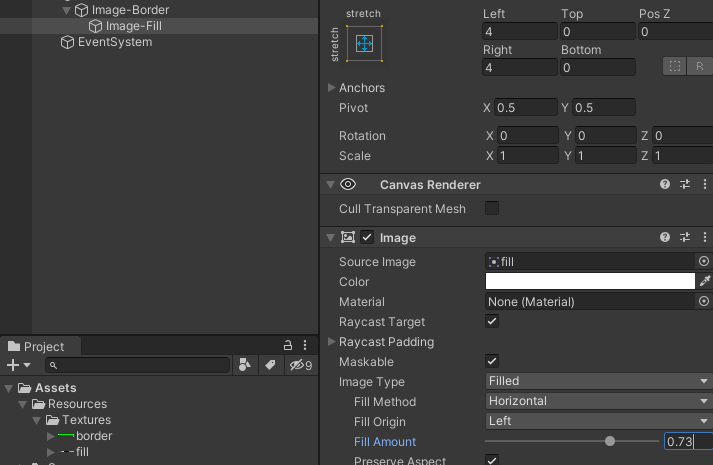 Image-Border
Image-Fill
EventSystem
stretch
stretch
Left Top Pos Z
4 0 0
Right Bottom
4 0 R
Anchors
Pivot X 0.5 Y 0.5
Rotation X 0 Y 0 Z 0
Scale X 1 Y 1 Z 1
Canvas Renderer
Cull Transparent Mesh
Image
Source Image fill
Color
Material None (Material)
Raycast Target
Raycast Padding
Maskable
Image Type Filled
Fill Method Horizontal
Fill Origin Left
Fill Amount 0.73
Preserve Aspect
Project
9
Assets
Resources
Textures
border
fill